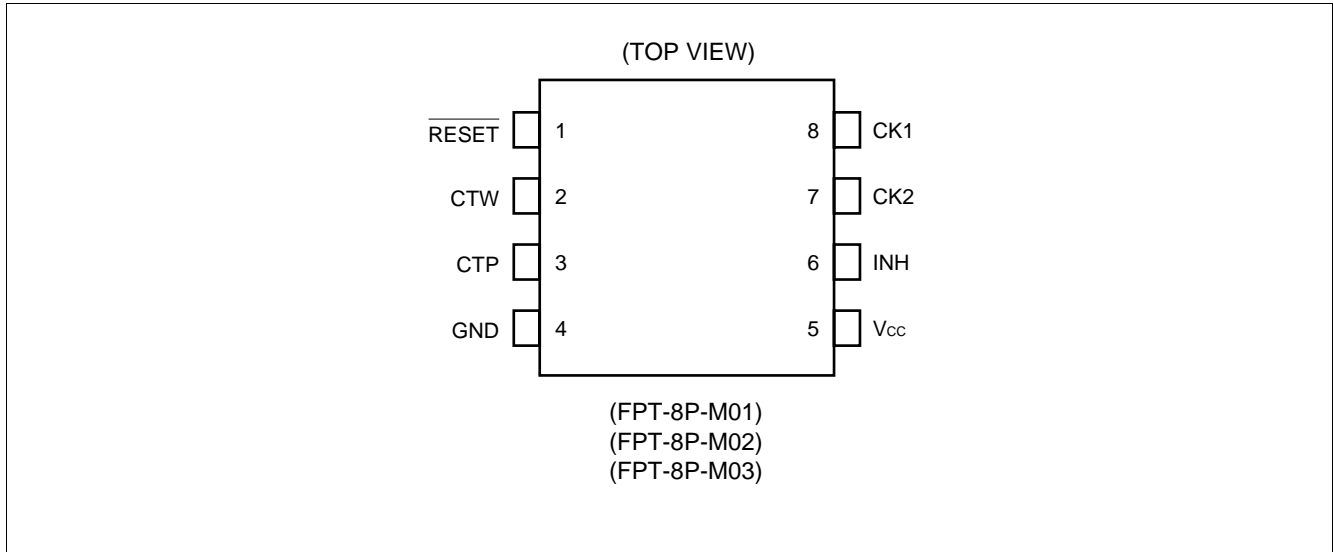 (TOP VIEW)
RESET 1 8 CK1
CTW 2 7 CK2
CTP 3 6 INH
GND 4 5 Vcc
(FPT-8P-M01)
(FPT-8P-M02)
(FPT-8P-M03)